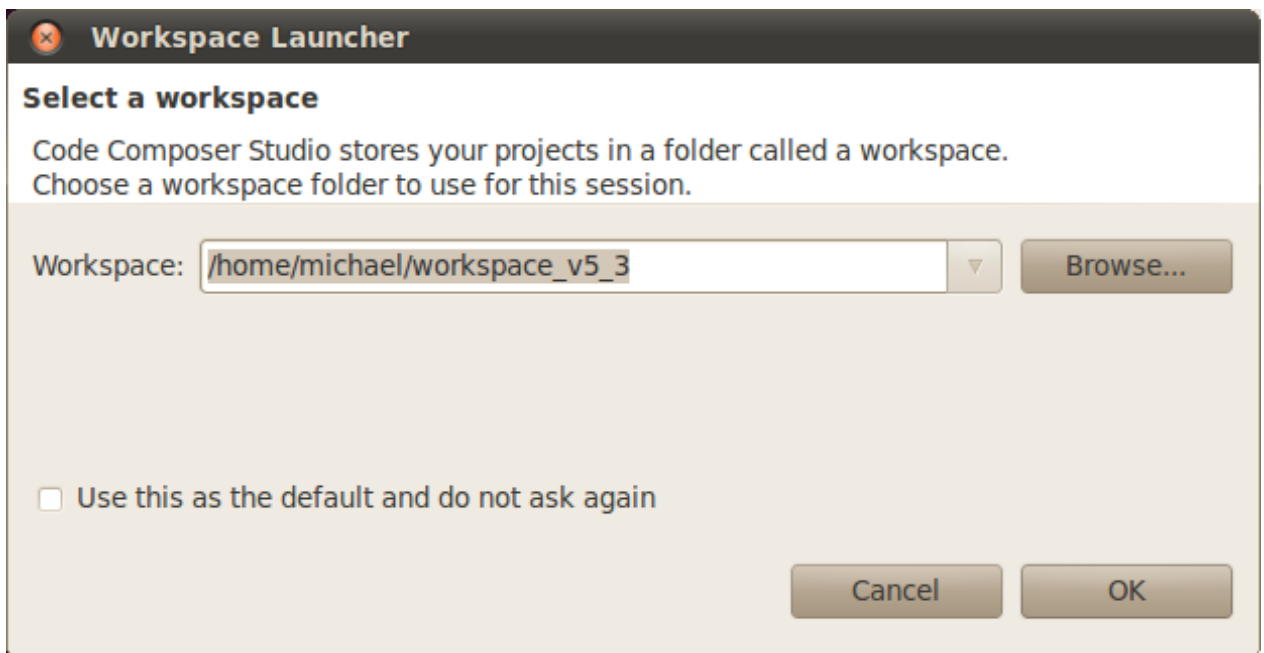 Workspace Launcher
Select a workspace
Code Composer Studio stores your projects in a folder called a workspace.
Choose a workspace folder to use for this session.
Workspace: /home/michael/workspace_v5_3 Browse...
Use this as the default and do not ask again
Cancel OK